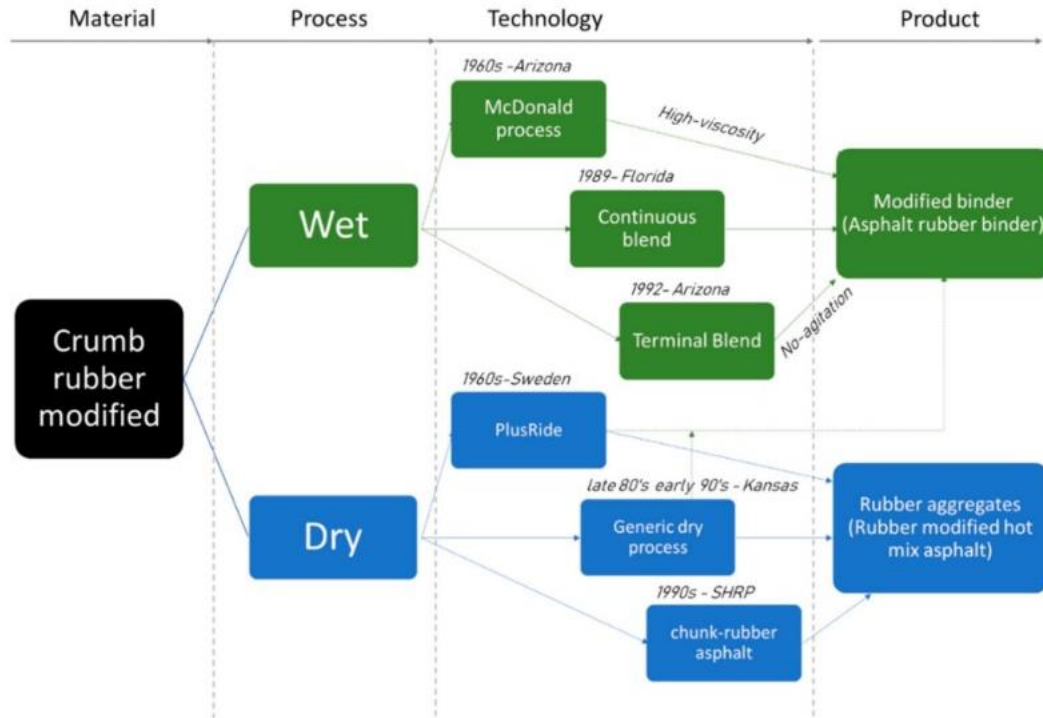 Material
Process
Technology
Product
1960s -Arizona
McDonald
process
High-viscosity
1989- Florida
Continuous
blend
Wet
Modified binder
(Asphalt rubber binder)
1992- Arizona
Terminal Blend
No-agitation
Crumb
rubber
modified
1960s-Sweden
PlusRide
late 80's early 90's - Kansas
Generic dry
process
Dry
Rubber aggregates
(Rubber modified hot
mix asphalt)
1990s - SHRP
chunk-rubber
asphalt